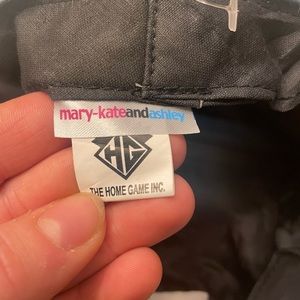 mary-kateandashley
HG
THE HOME GAME INC.